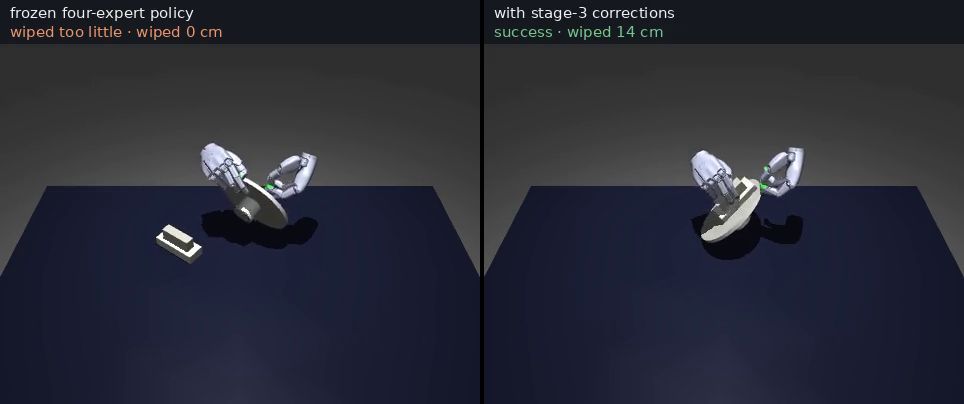 frozen four-expert policy
wiped too little · wiped 0 cm
with stage-3 corrections
success · wiped 14 cm